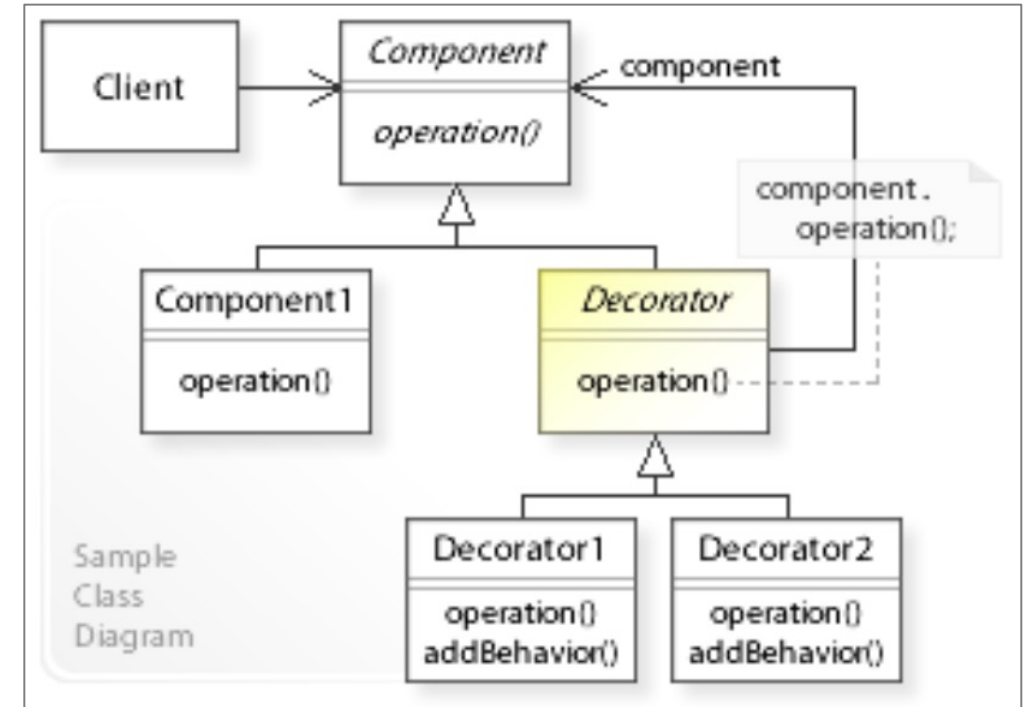 Client
Component
operation()
component
component.
operation();
Component1
operation()
Decorator
operation()
Decorator1
operation()
addBehavior()
Decorator2
operation()
addBehavior()
Sample
Class
Diagram